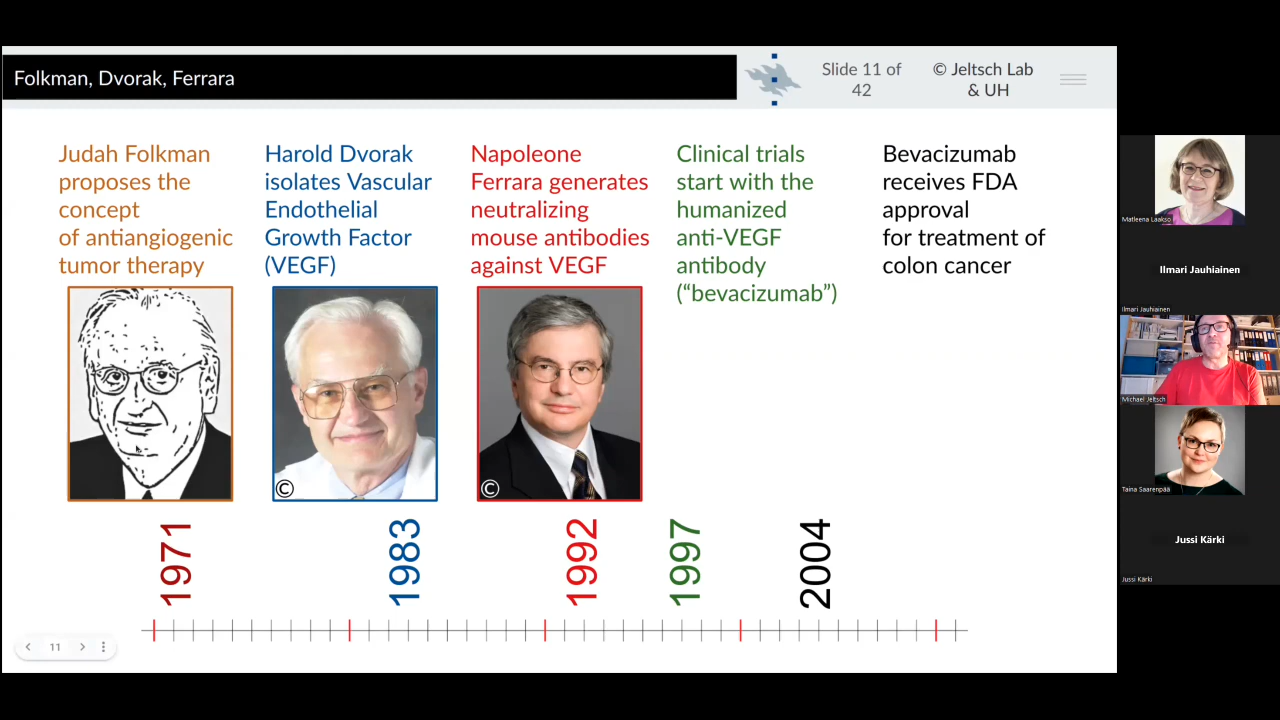 Folkman, Dvorak, Ferrara
Slide 11 of
42
© Jeltsch Lab
& UH
Judah Folkman
proposes the
concept
of antiangiogenic
tumor therapy
Harold Dvorak
isolates Vascular
Endothelial
Growth Factor
(VEGF)
Napoleone
Ferrara generates
neutralizing
mouse antibodies
against VEGF
Clinical trials
start with the
humanized
anti-VEGF
antibody
(“bevacizumab”)
Bevacizumab
receives FDA
approval
for treatment of
colon cancer
©
©
1971
1983
1992
1997
2004
11
Matleena Laakso
Ilmari Jauhiainen
Ilmari Jauhiainen
Michael Jeltsch
Taina Saarenpää
Jussi Kärki
Jussi Kärki